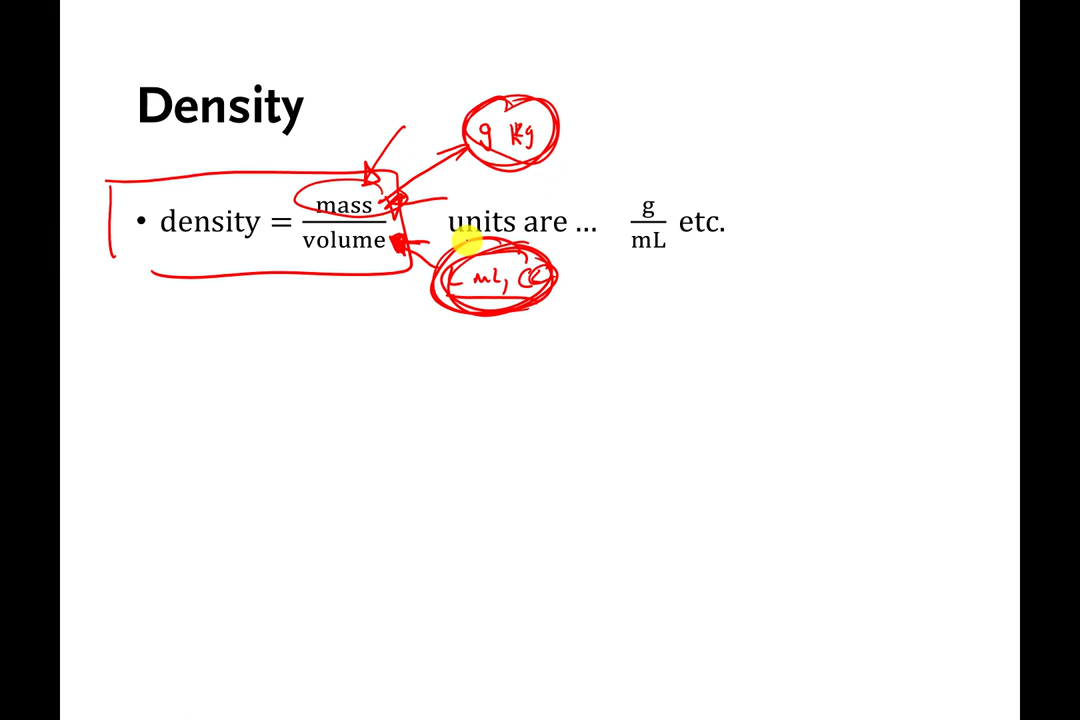 Density
g kg
• density = mass/volume units are ... g/mL etc.
L mL, CC